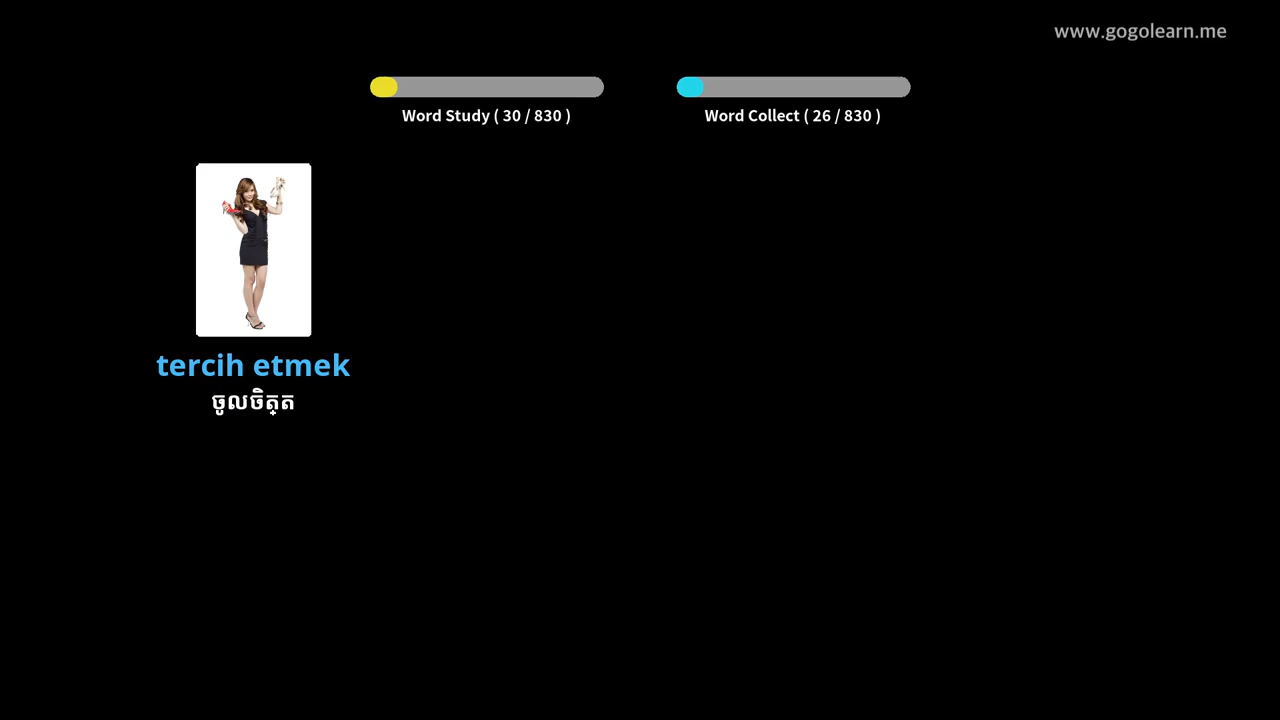 www.gogolearn.me
Word Study ( 30 / 830 )
Word Collect ( 26 / 830 )
tercih etmek
ចូលចិត្ត